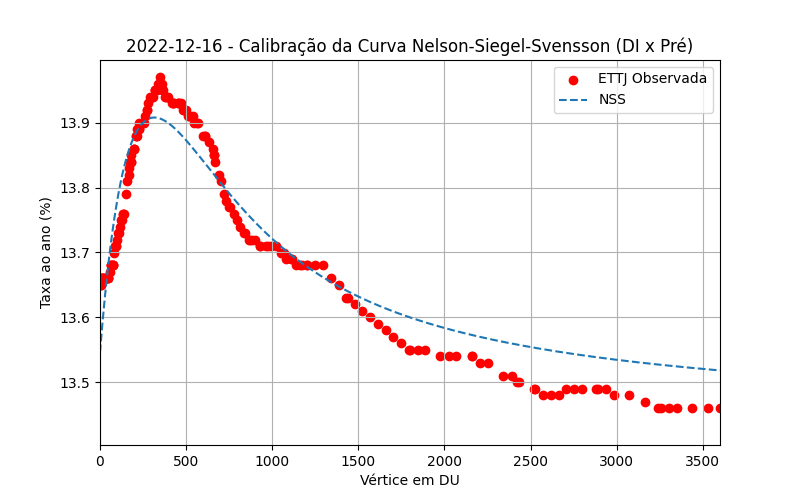 2022-12-16 - Calibração da Curva Nelson-Siegel-Svensson (DI x Pré)
ETTJ Observada
NSS
Taxa ao ano (%)
13.9
13.8
13.7
13.6
13.5
0 500 1000 1500 2000 2500 3000 3500
Vértice em DU